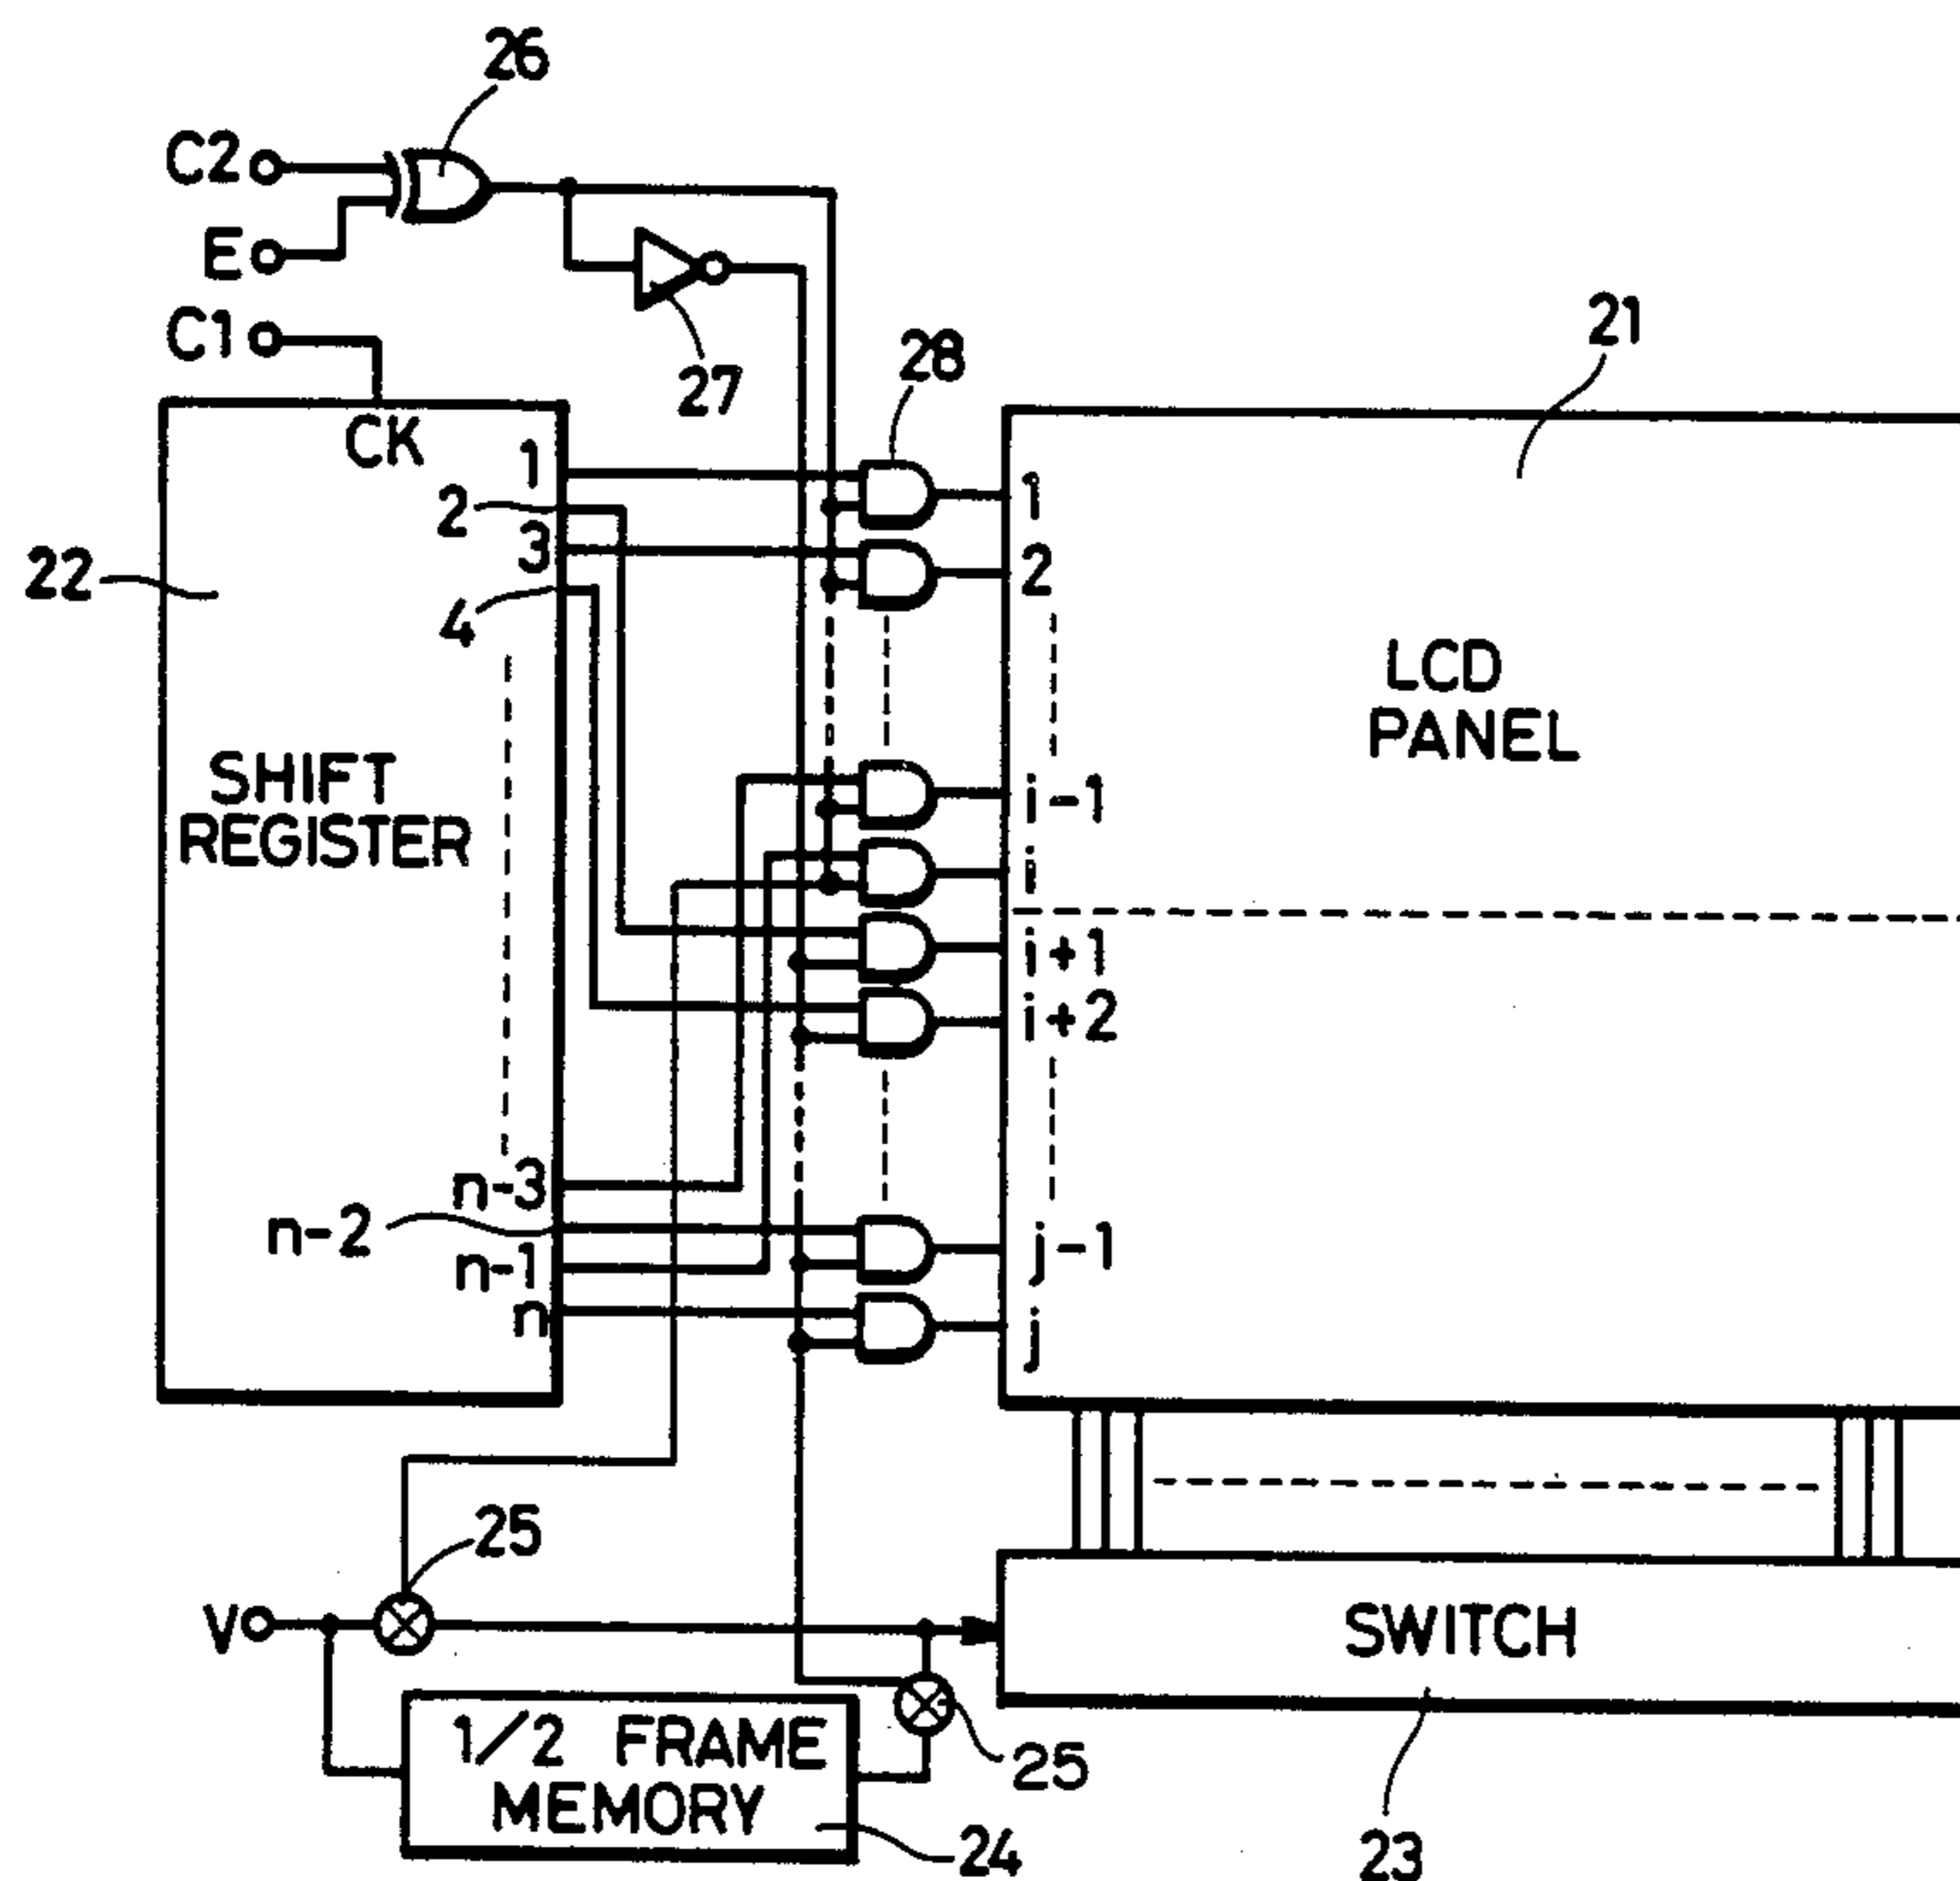 26
C2
E
C1
27
28
21
CK
1
2
3
4
22
SHIFT
REGISTER
n-3
n-2
n-1
n
1
2
i-1
i
i+1
i+2
j-1
j
LCD
PANEL
25
V
SWITCH
1/2 FRAME
MEMORY
25
24
23